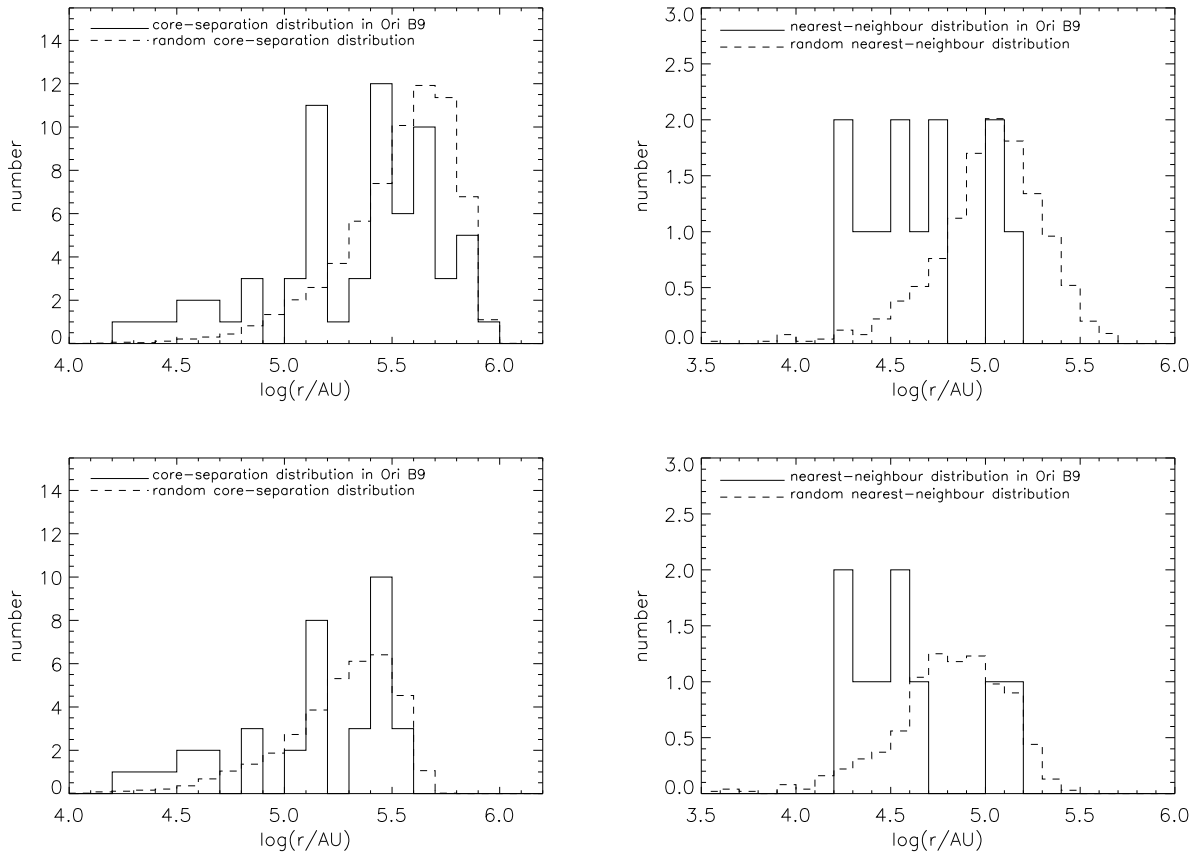 core-separation distribution in Ori B9
random core-separation distribution
number
14
12
10
8
6
4
2
0
4.0 4.5 5.0 5.5 6.0
log(r/AU)
nearest-neighbour distribution in Ori B9
random nearest-neighbour distribution
number
3.0
2.5
2.0
1.5
1.0
0.5
0.0
3.5 4.0 4.5 5.0 5.5 6.0
log(r/AU)
core-separation distribution in Ori B9
random core-separation distribution
number
14
12
10
8
6
4
2
0
4.0 4.5 5.0 5.5 6.0
log(r/AU)
nearest-neighbour distribution in Ori B9
random nearest-neighbour distribution
number
3.0
2.5
2.0
1.5
1.0
0.5
0.0
3.5 4.0 4.5 5.0 5.5 6.0
log(r/AU)